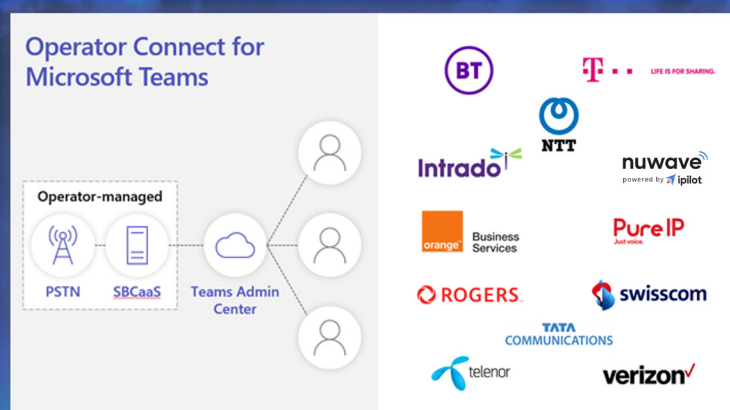 Operator Connect for
Microsoft Teams
Operator-managed
PSTN
SBCaaS
Teams Admin
Center
BT
T
LIFE IS FOR SHARING.
NTT
Intrado
nuwave
powered by ipilot
orange
Business
Services
Pure IP
Just voice.
ROGERS
swisscom
TATA
COMMUNICATIONS
telenor
verizon